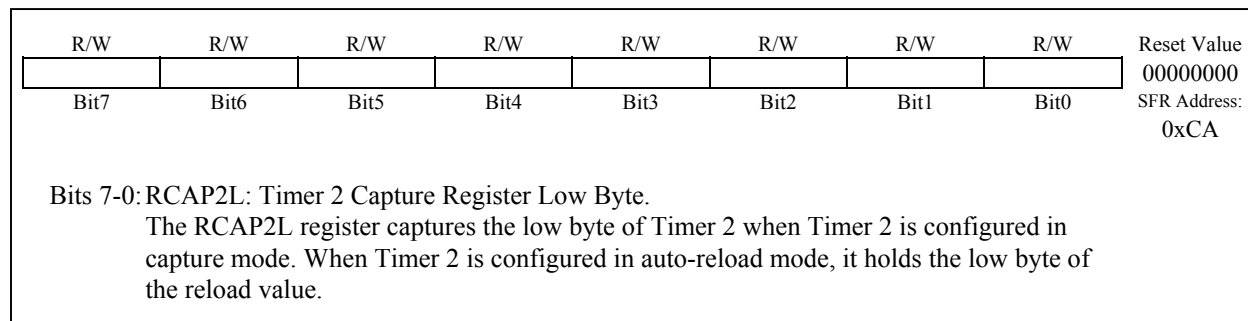 R/W R/W R/W R/W R/W R/W R/W R/W Reset Value
00000000
Bit7 Bit6 Bit5 Bit4 Bit3 Bit2 Bit1 Bit0 SFR Address:
0xCA
Bits 7-0: RCAP2L: Timer 2 Capture Register Low Byte.
The RCAP2L register captures the low byte of Timer 2 when Timer 2 is configured in
capture mode. When Timer 2 is configured in auto-reload mode, it holds the low byte of
the reload value.